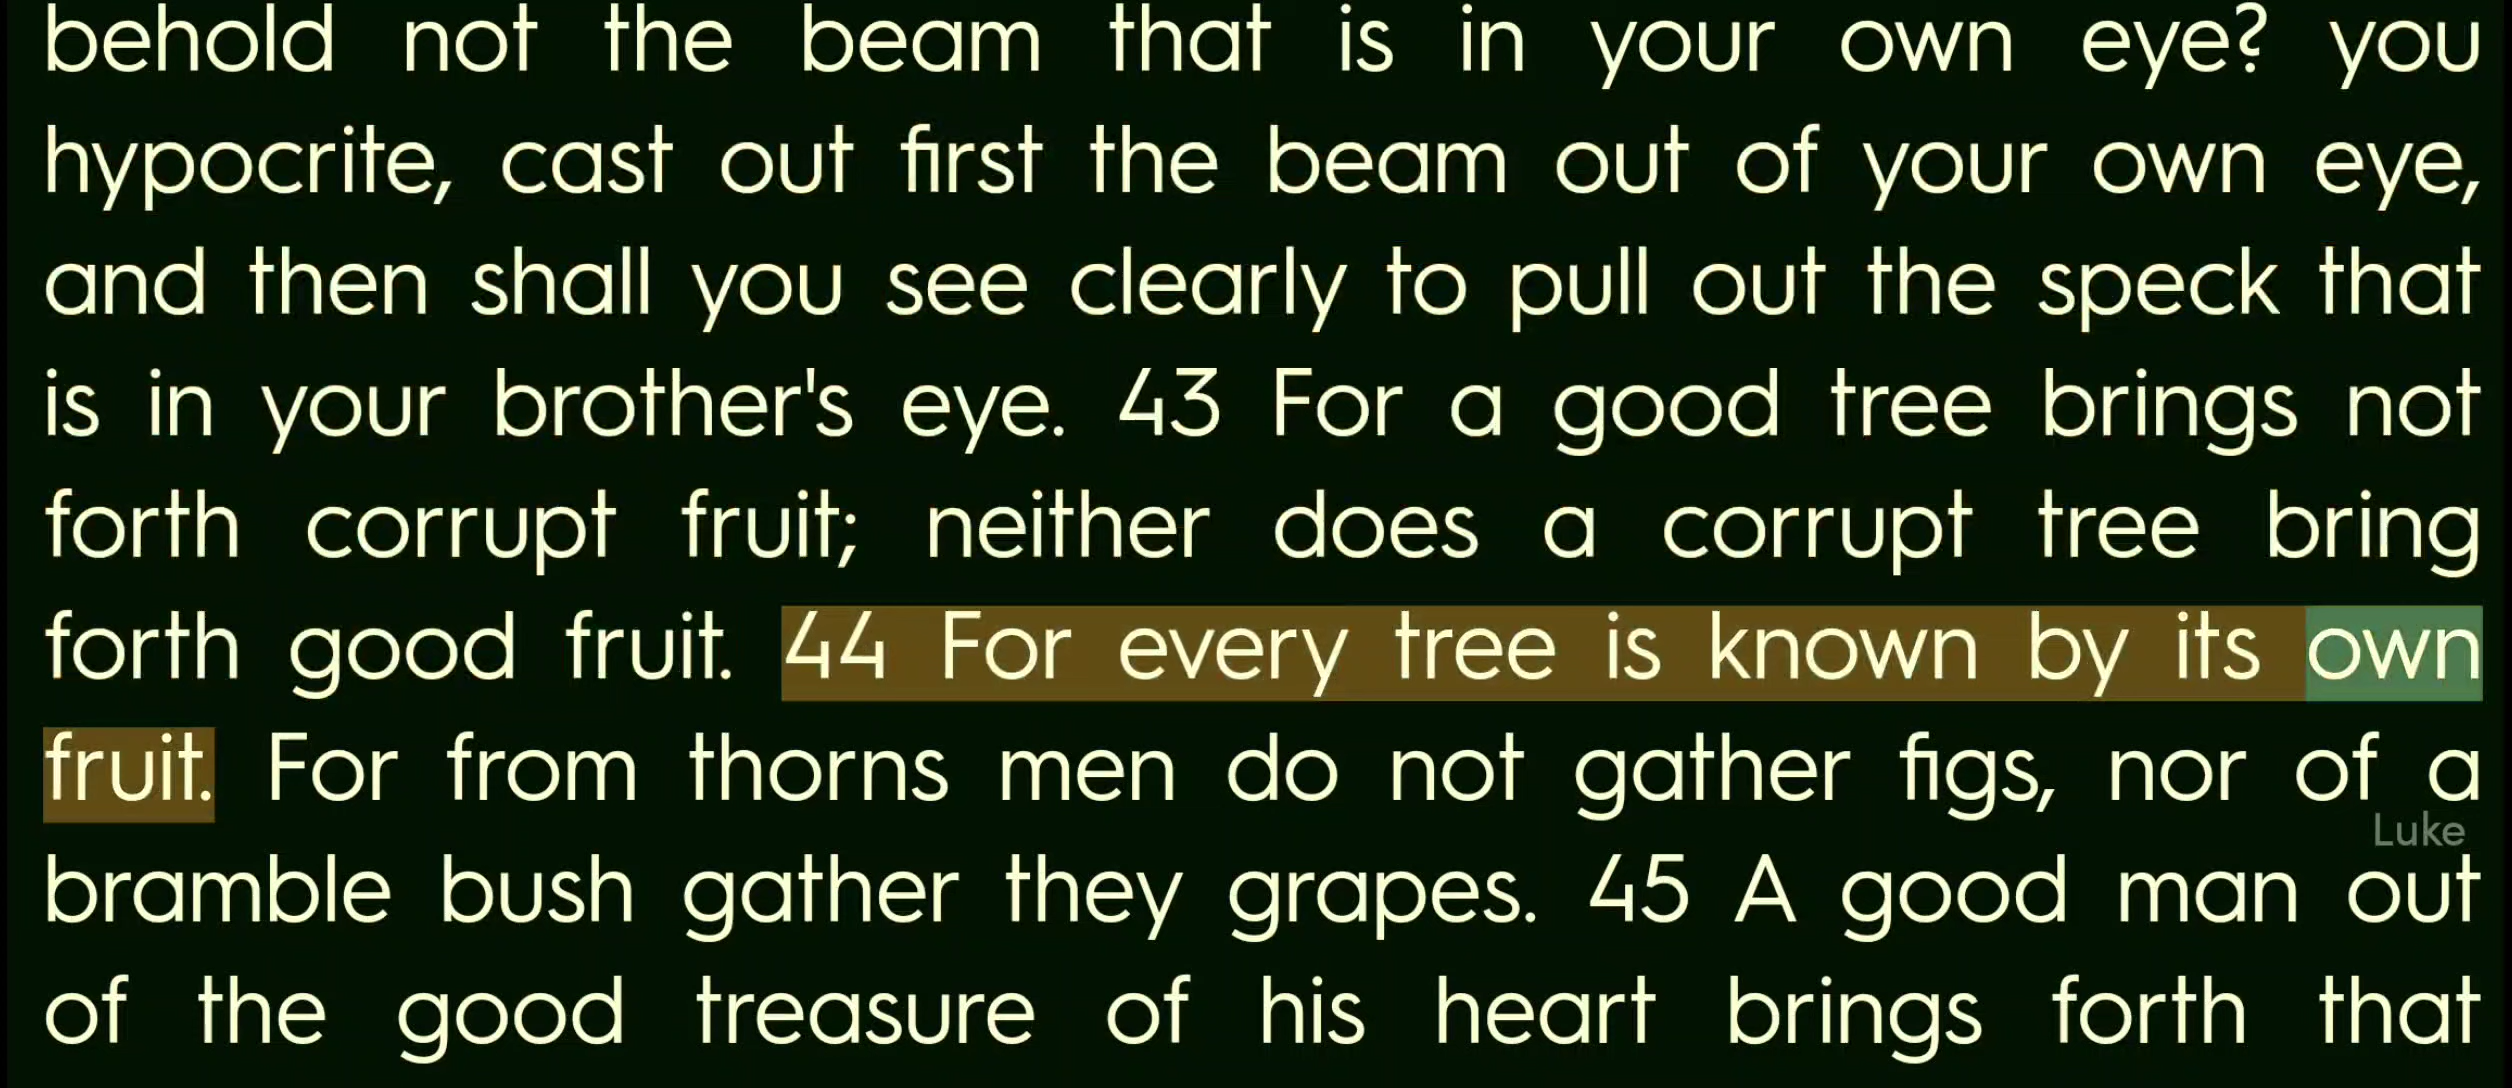 behold not the beam that is in your own eye? you
hypocrite, cast out first the beam out of your own eye,
and then shall you see clearly to pull out the speck that
is in your brother's eye. 43 For a good tree brings not
forth corrupt fruit; neither does a corrupt tree bring
forth good fruit. 44 For every tree is known by its own
fruit. For from thorns men do not gather figs, nor of a
Luke
bramble bush gather they grapes. 45 A good man out
of the good treasure of his heart brings forth that